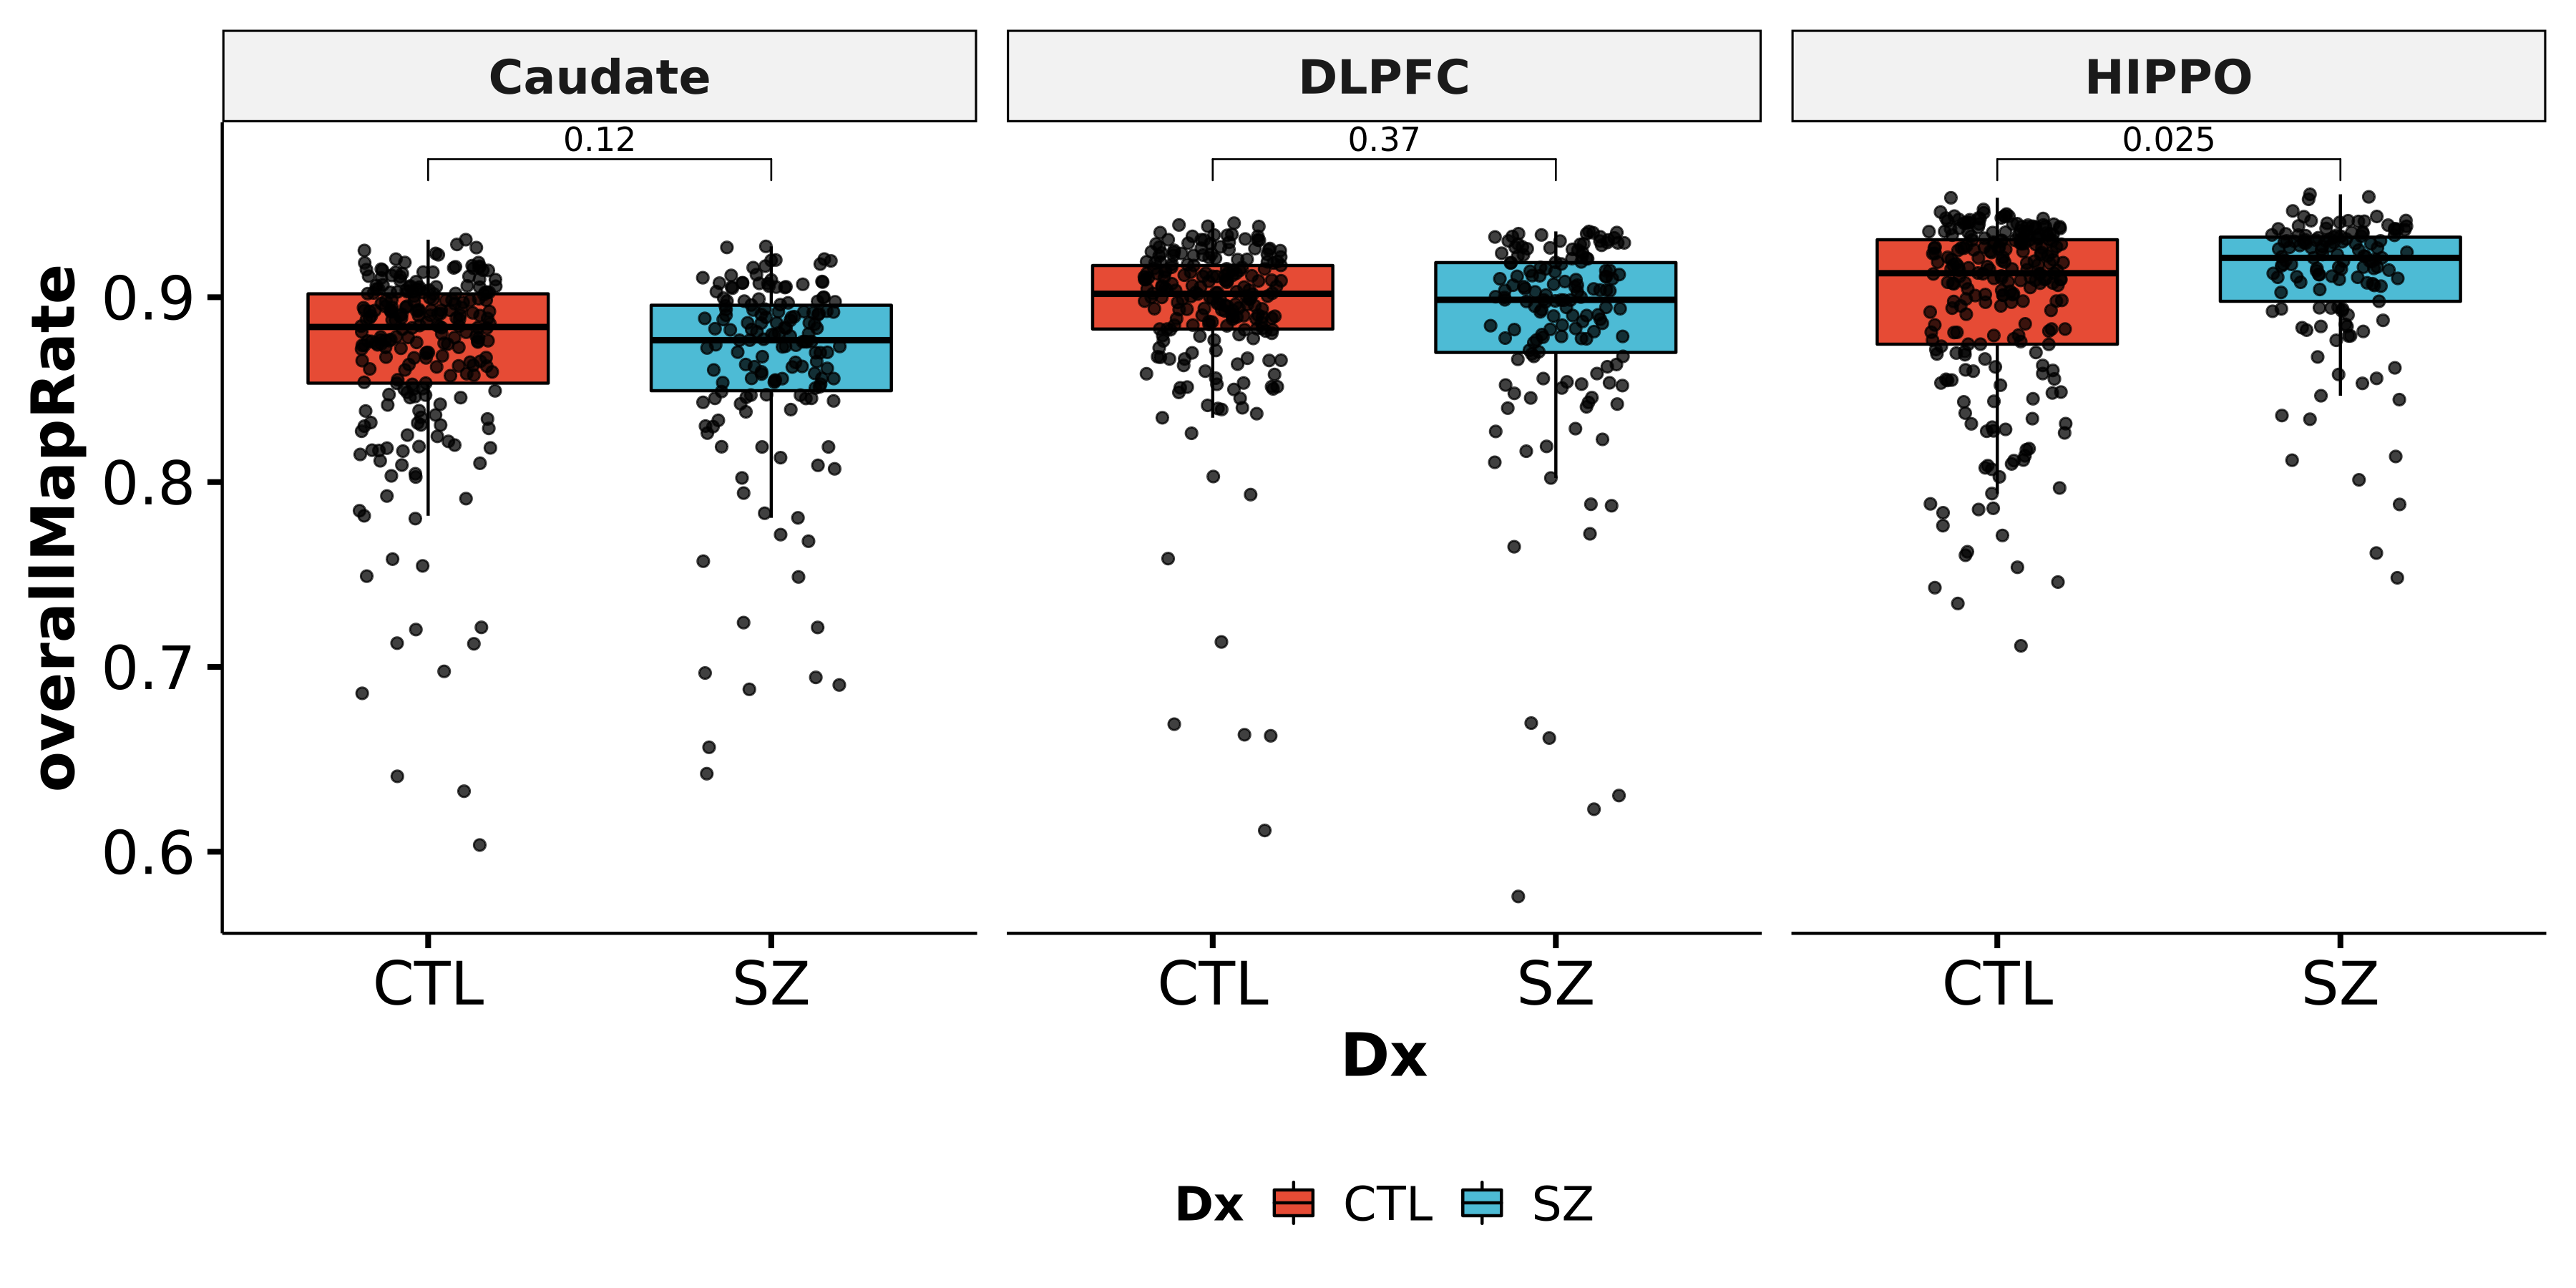 Caudate DLPFC HIPPO
0.12 0.37 0.025
overallMapRate
0.9
0.8
0.7
0.6
CTL SZ CTL SZ CTL SZ
Dx
Dx CTL SZ